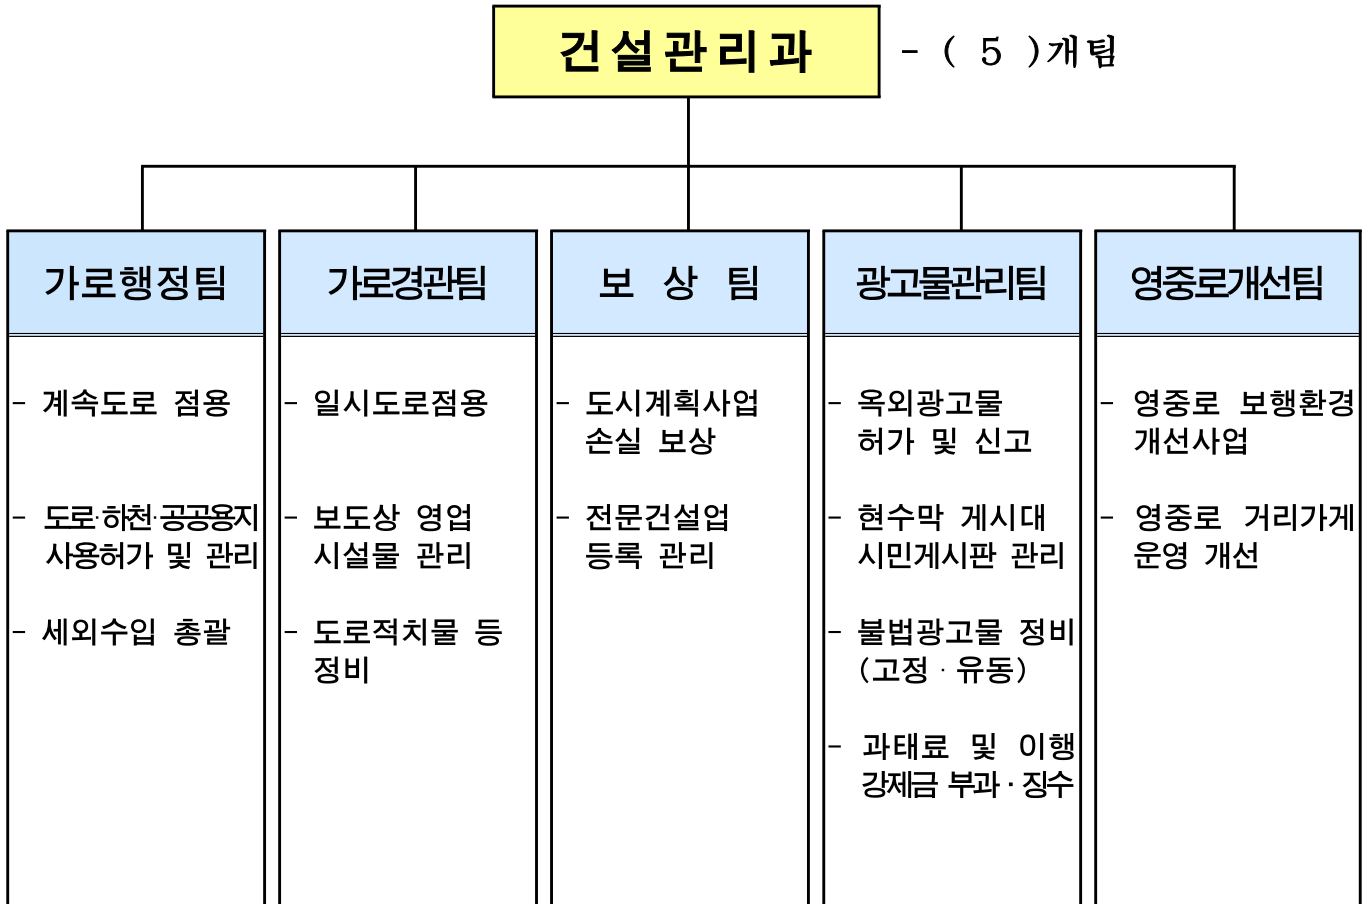 건설관리과 - ( 5 )개팀
가로행정팀
- 계속도로 점용
- 도로·하천·공공용지
사용허가 및 관리
- 세외수입 총괄
가로경관팀
- 일시도로점용
- 보도상 영업
시설물 관리
- 도로적치물 등
정비
보 상 팀
- 도시계획사업
손실 보상
- 전문건설업
등록 관리
광고물관리팀
- 옥외광고물
허가 및 신고
- 현수막 게시대
시민게시판 관리
- 불법광고물 정비
(고정·유동)
- 과태료 및 이행
강제금 부과·징수
영중로개선팀
- 영중로 보행환경
개선사업
- 영중로 거리가게
운영 개선